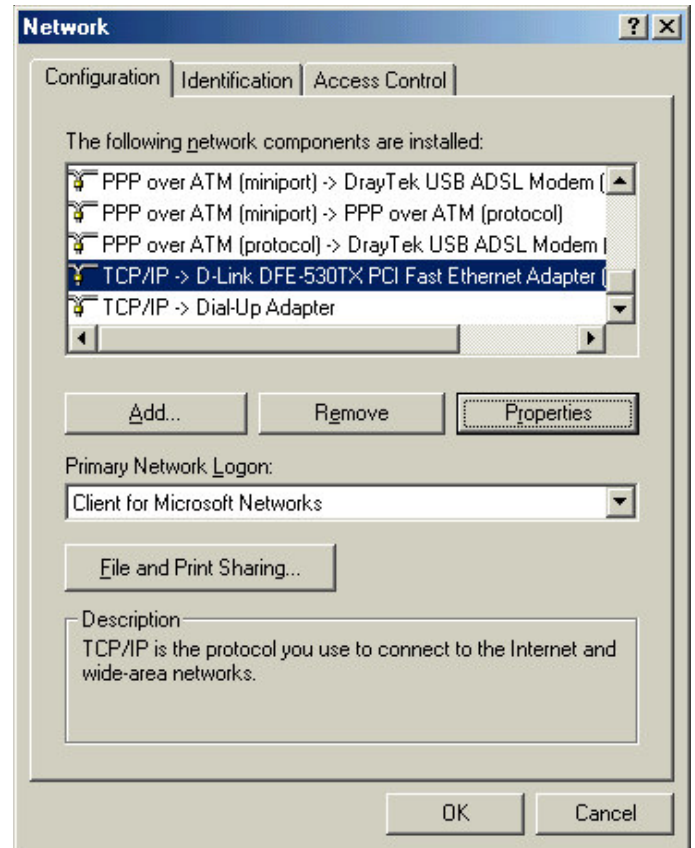 Network
Configuration Identification Access Control
The following network components are installed:
PPP over ATM (miniport) -> DrayTek USB ADSL Modem (
PPP over ATM (miniport) -> PPP over ATM (protocol)
PPP over ATM (protocol) -> DrayTek USB ADSL Modem
TCP/IP -> D-Link DFE-530TX PCI Fast Ethernet Adapter (
TCP/IP -> Dial-Up Adapter
Add... Remove Properties
Primary Network Logon:
Client for Microsoft Networks
File and Print Sharing...
Description
TCP/IP is the protocol you use to connect to the Internet and
wide-area networks.
OK Cancel